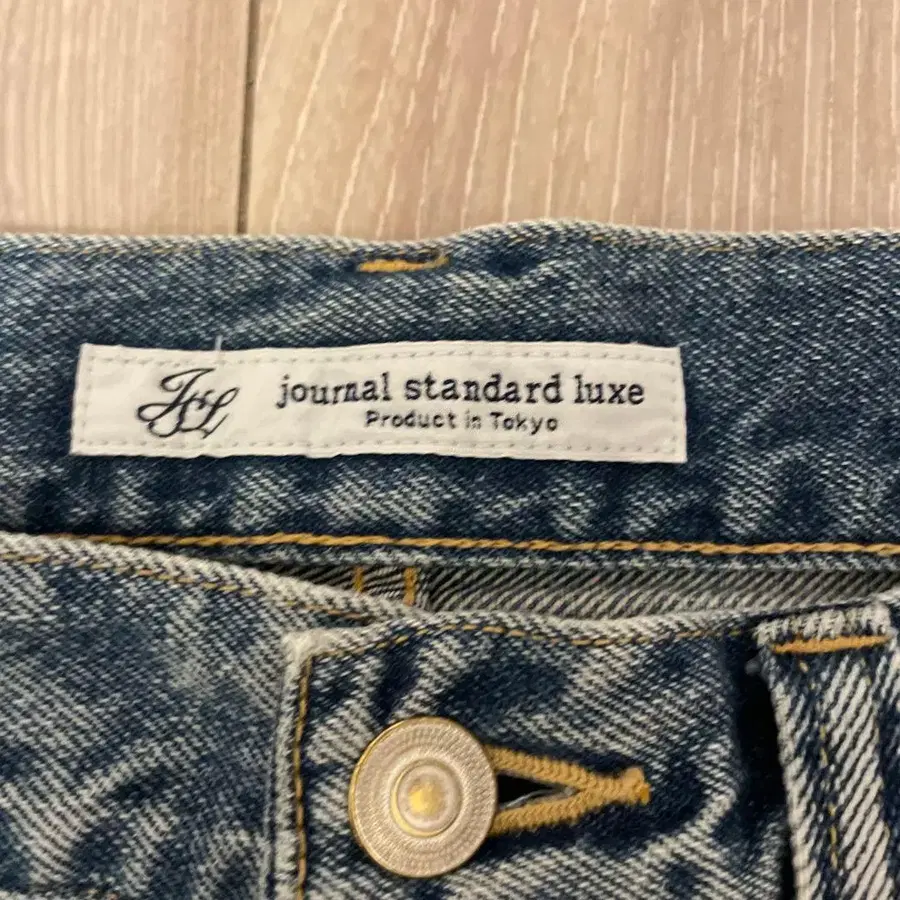 JSL
journal standard luxe
Product in Tokyo